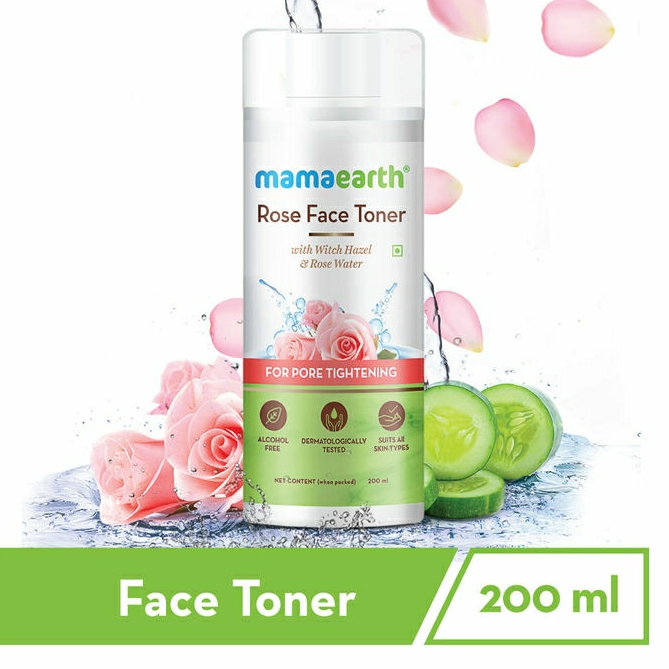 mamaearth®
Rose Face Toner
with Witch Hazel
& Rose Water
FOR PORE TIGHTENING
ALCOHOL
FREE
DERMATOLOGICALLY
TESTED
SUITS All
SKIN TYPES
NET CONTENT (when packed) 200 ml
Face Toner
200 ml